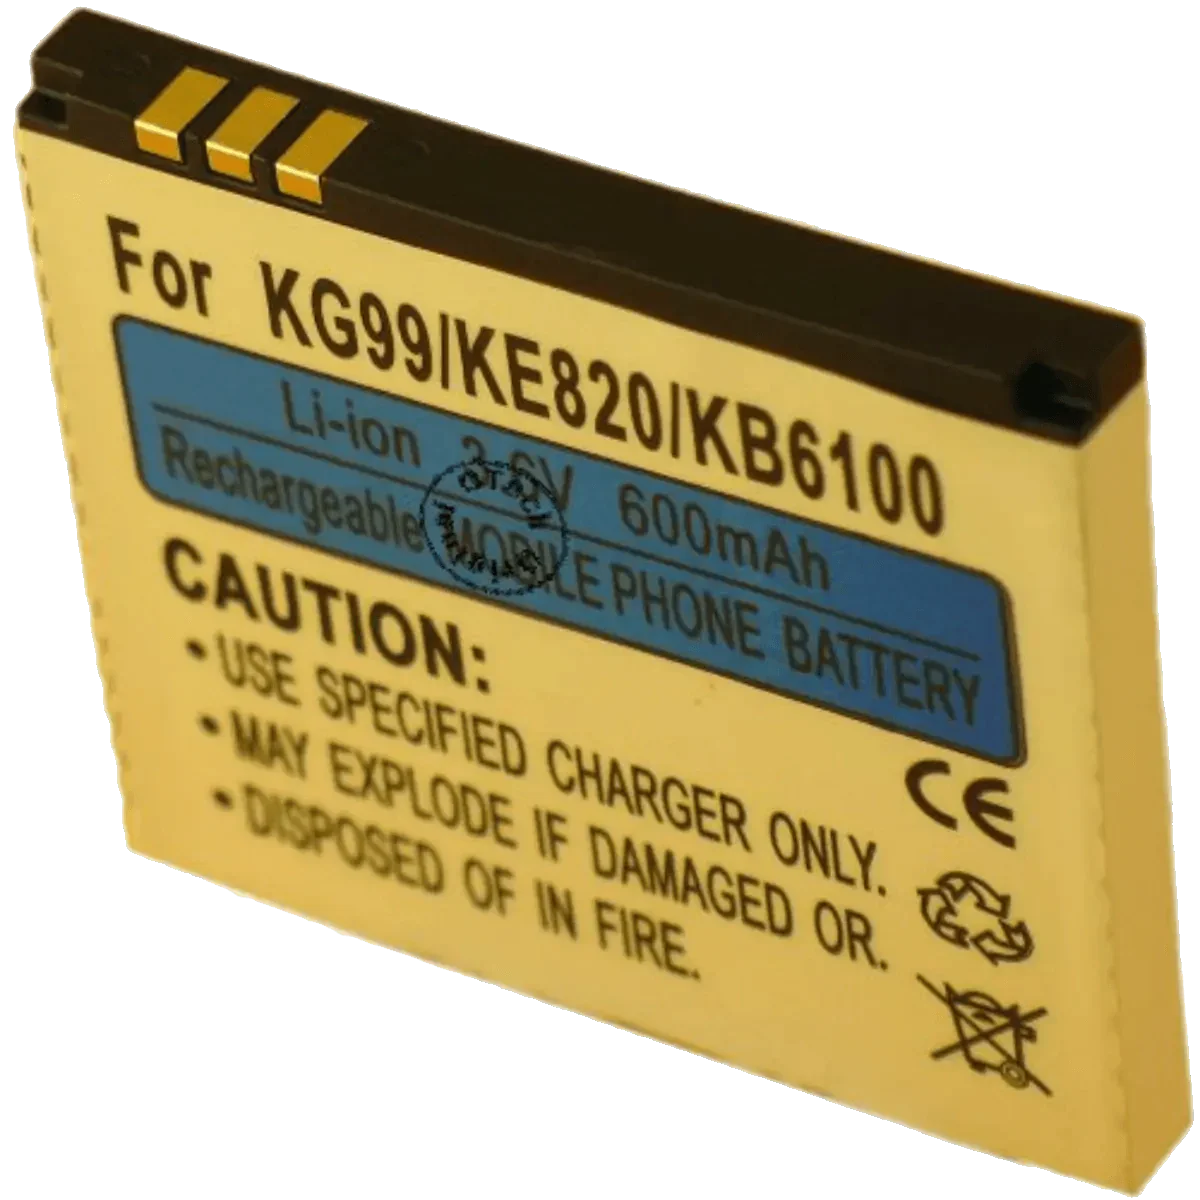 For KG99/KE820/KB6100
Li-ion 3.6V 600mAh
Rechargeable MOBILE PHONE BATTERY
CAUTION:
• USE SPECIFIED CHARGER ONLY.
• MAY EXPLODE IF DAMAGED OR.
• DISPOSED OF IN FIRE.
CE
OTech